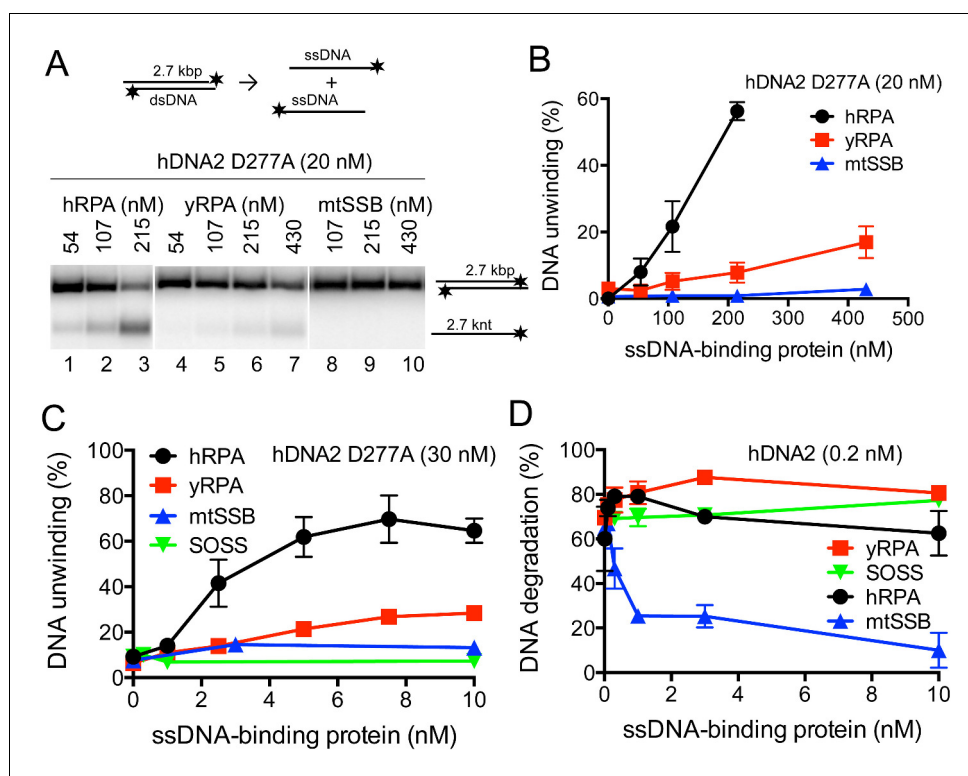 A
2.7 kbp
dsDNA
ssDNA
+
ssDNA
hDNA2 D277A (20 nM)
hRPA (nM) yRPA (nM) mtSSB (nM)
54 107 215 54 107 215 430 107 215 430
2.7 kbp
2.7 knt
1 2 3 4 5 6 7 8 9 10
B
hDNA2 D277A (20 nM)
hRPA
yRPA
mtSSB
DNA unwinding (%)
60
40
20
0
0 100 200 300 400 500
ssDNA-binding protein (nM)
C
hDNA2 D277A (30 nM)
hRPA
yRPA
mtSSB
SOSS
DNA unwinding (%)
100
80
60
40
20
0
0 2 4 6 8 10
ssDNA-binding protein (nM)
D
hDNA2 (0.2 nM)
yRPA
SOSS
hRPA
mtSSB
DNA degradation (%)
100
80
60
40
20
0
0 2 4 6 8 10
ssDNA-binding protein (nM)